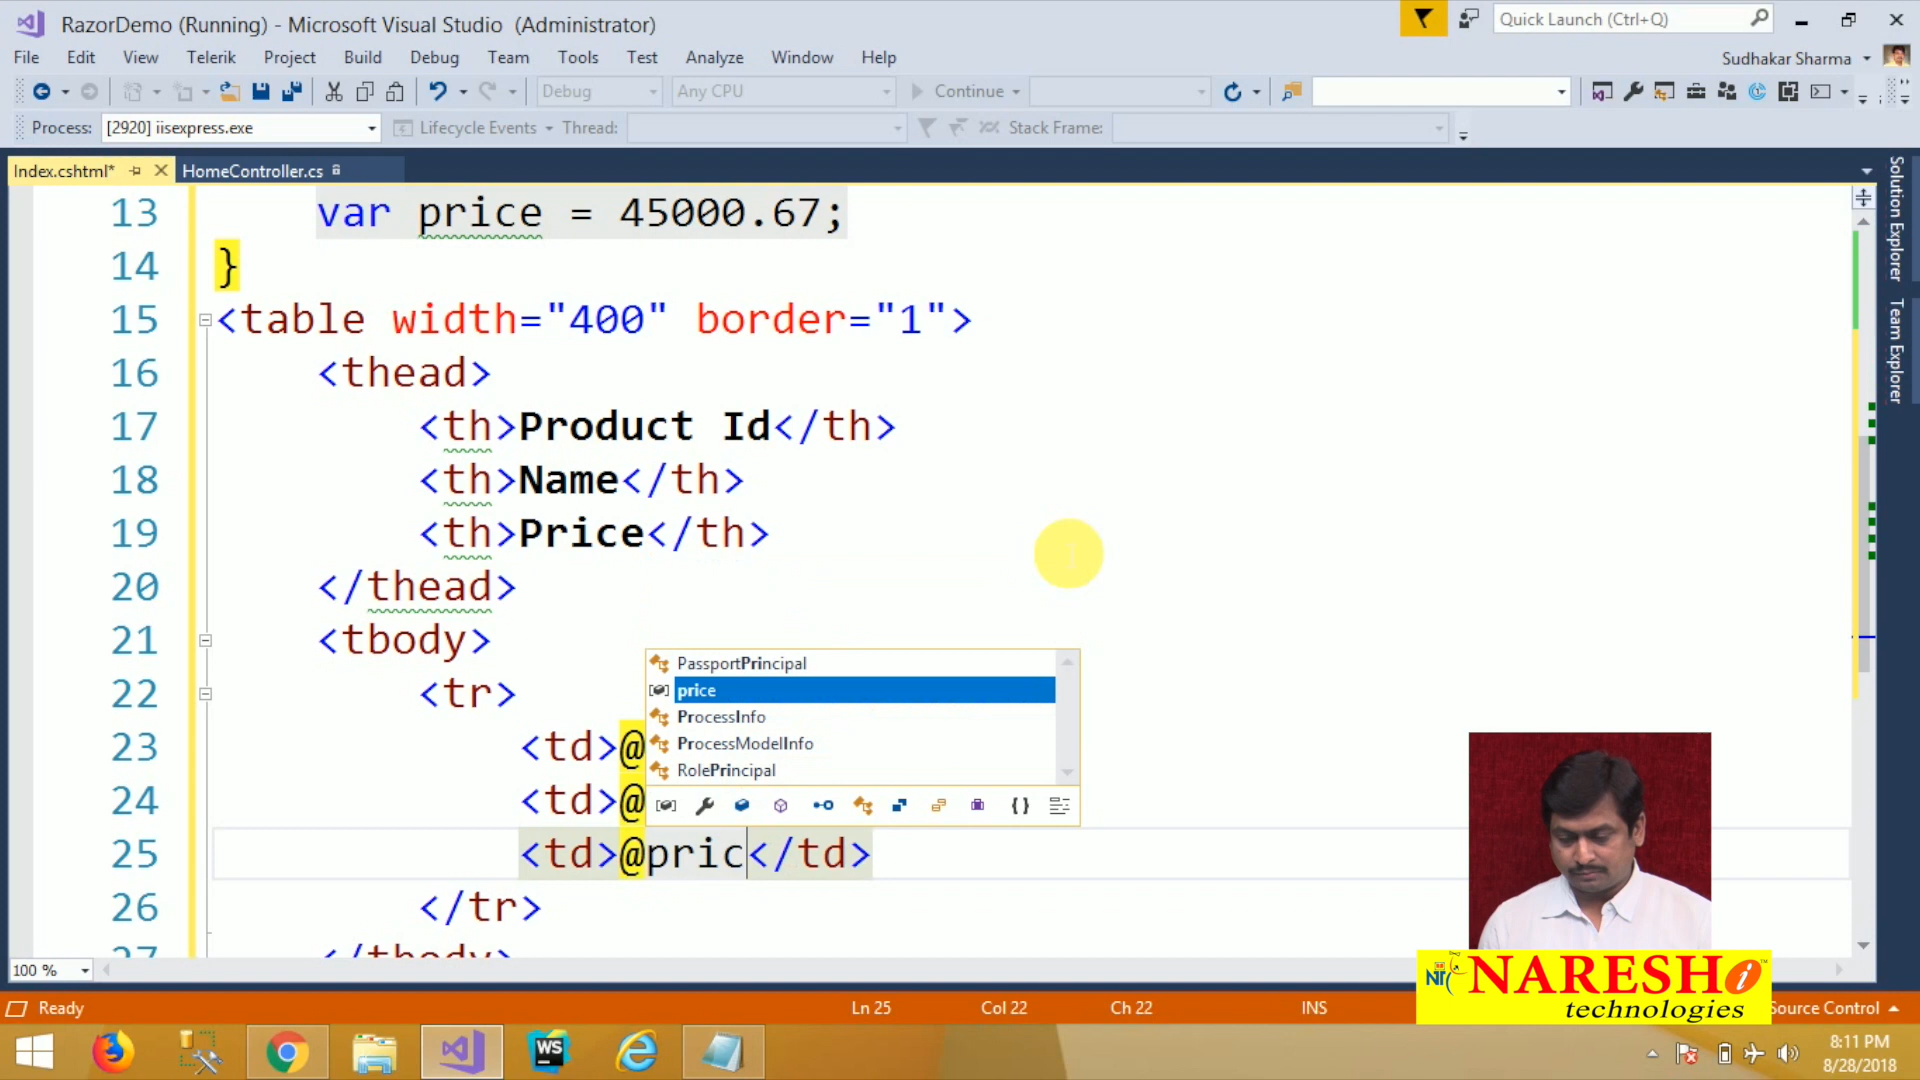 RazorDemo (Running) - Microsoft Visual Studio (Administrator)
Quick Launch (Ctrl+Q)
File Edit View Telerik Project Build Debug Team Tools Test Analyze Window Help
Sudhakar Sharma
Debug Any CPU Continue
Process: [2920] iisexpress.exe Lifecycle Events Thread: Stack Frame:
Index.cshtml* HomeController.cs
Solution Explorer
Team Explorer
13 var price = 45000.67;
14 }
15 <table width="400" border="1">
16 <thead>
17 <th>Product Id</th>
18 <th>Name</th>
19 <th>Price</th>
20 </thead>
21 <tbody>
22 <tr>
23 <td>@
24 <td>@
25 <td>@pric</td>
26 </tr>
27 </tbody>
PassportPrincipal
price
ProcessInfo
ProcessModelInfo
RolePrincipal
100 %
NT
NARESH i
technologies
Ready Ln 25 Col 22 Ch 22 INS Source Control
WS
8:11 PM
8/28/2018